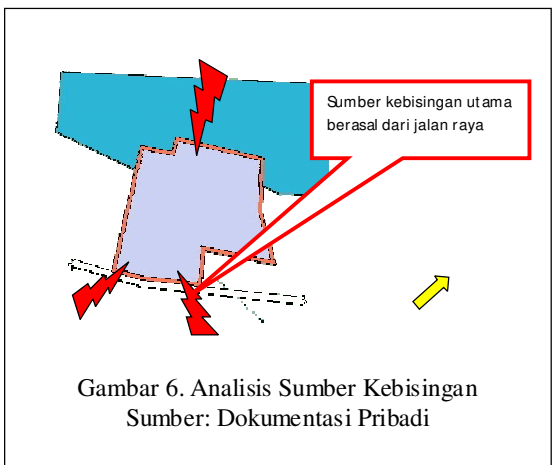 Sumber kebisingan utama
berasal dari jalan raya
Gambar 6. Analisis Sumber Kebisingan
Sumber: Dokumentasi Pribadi